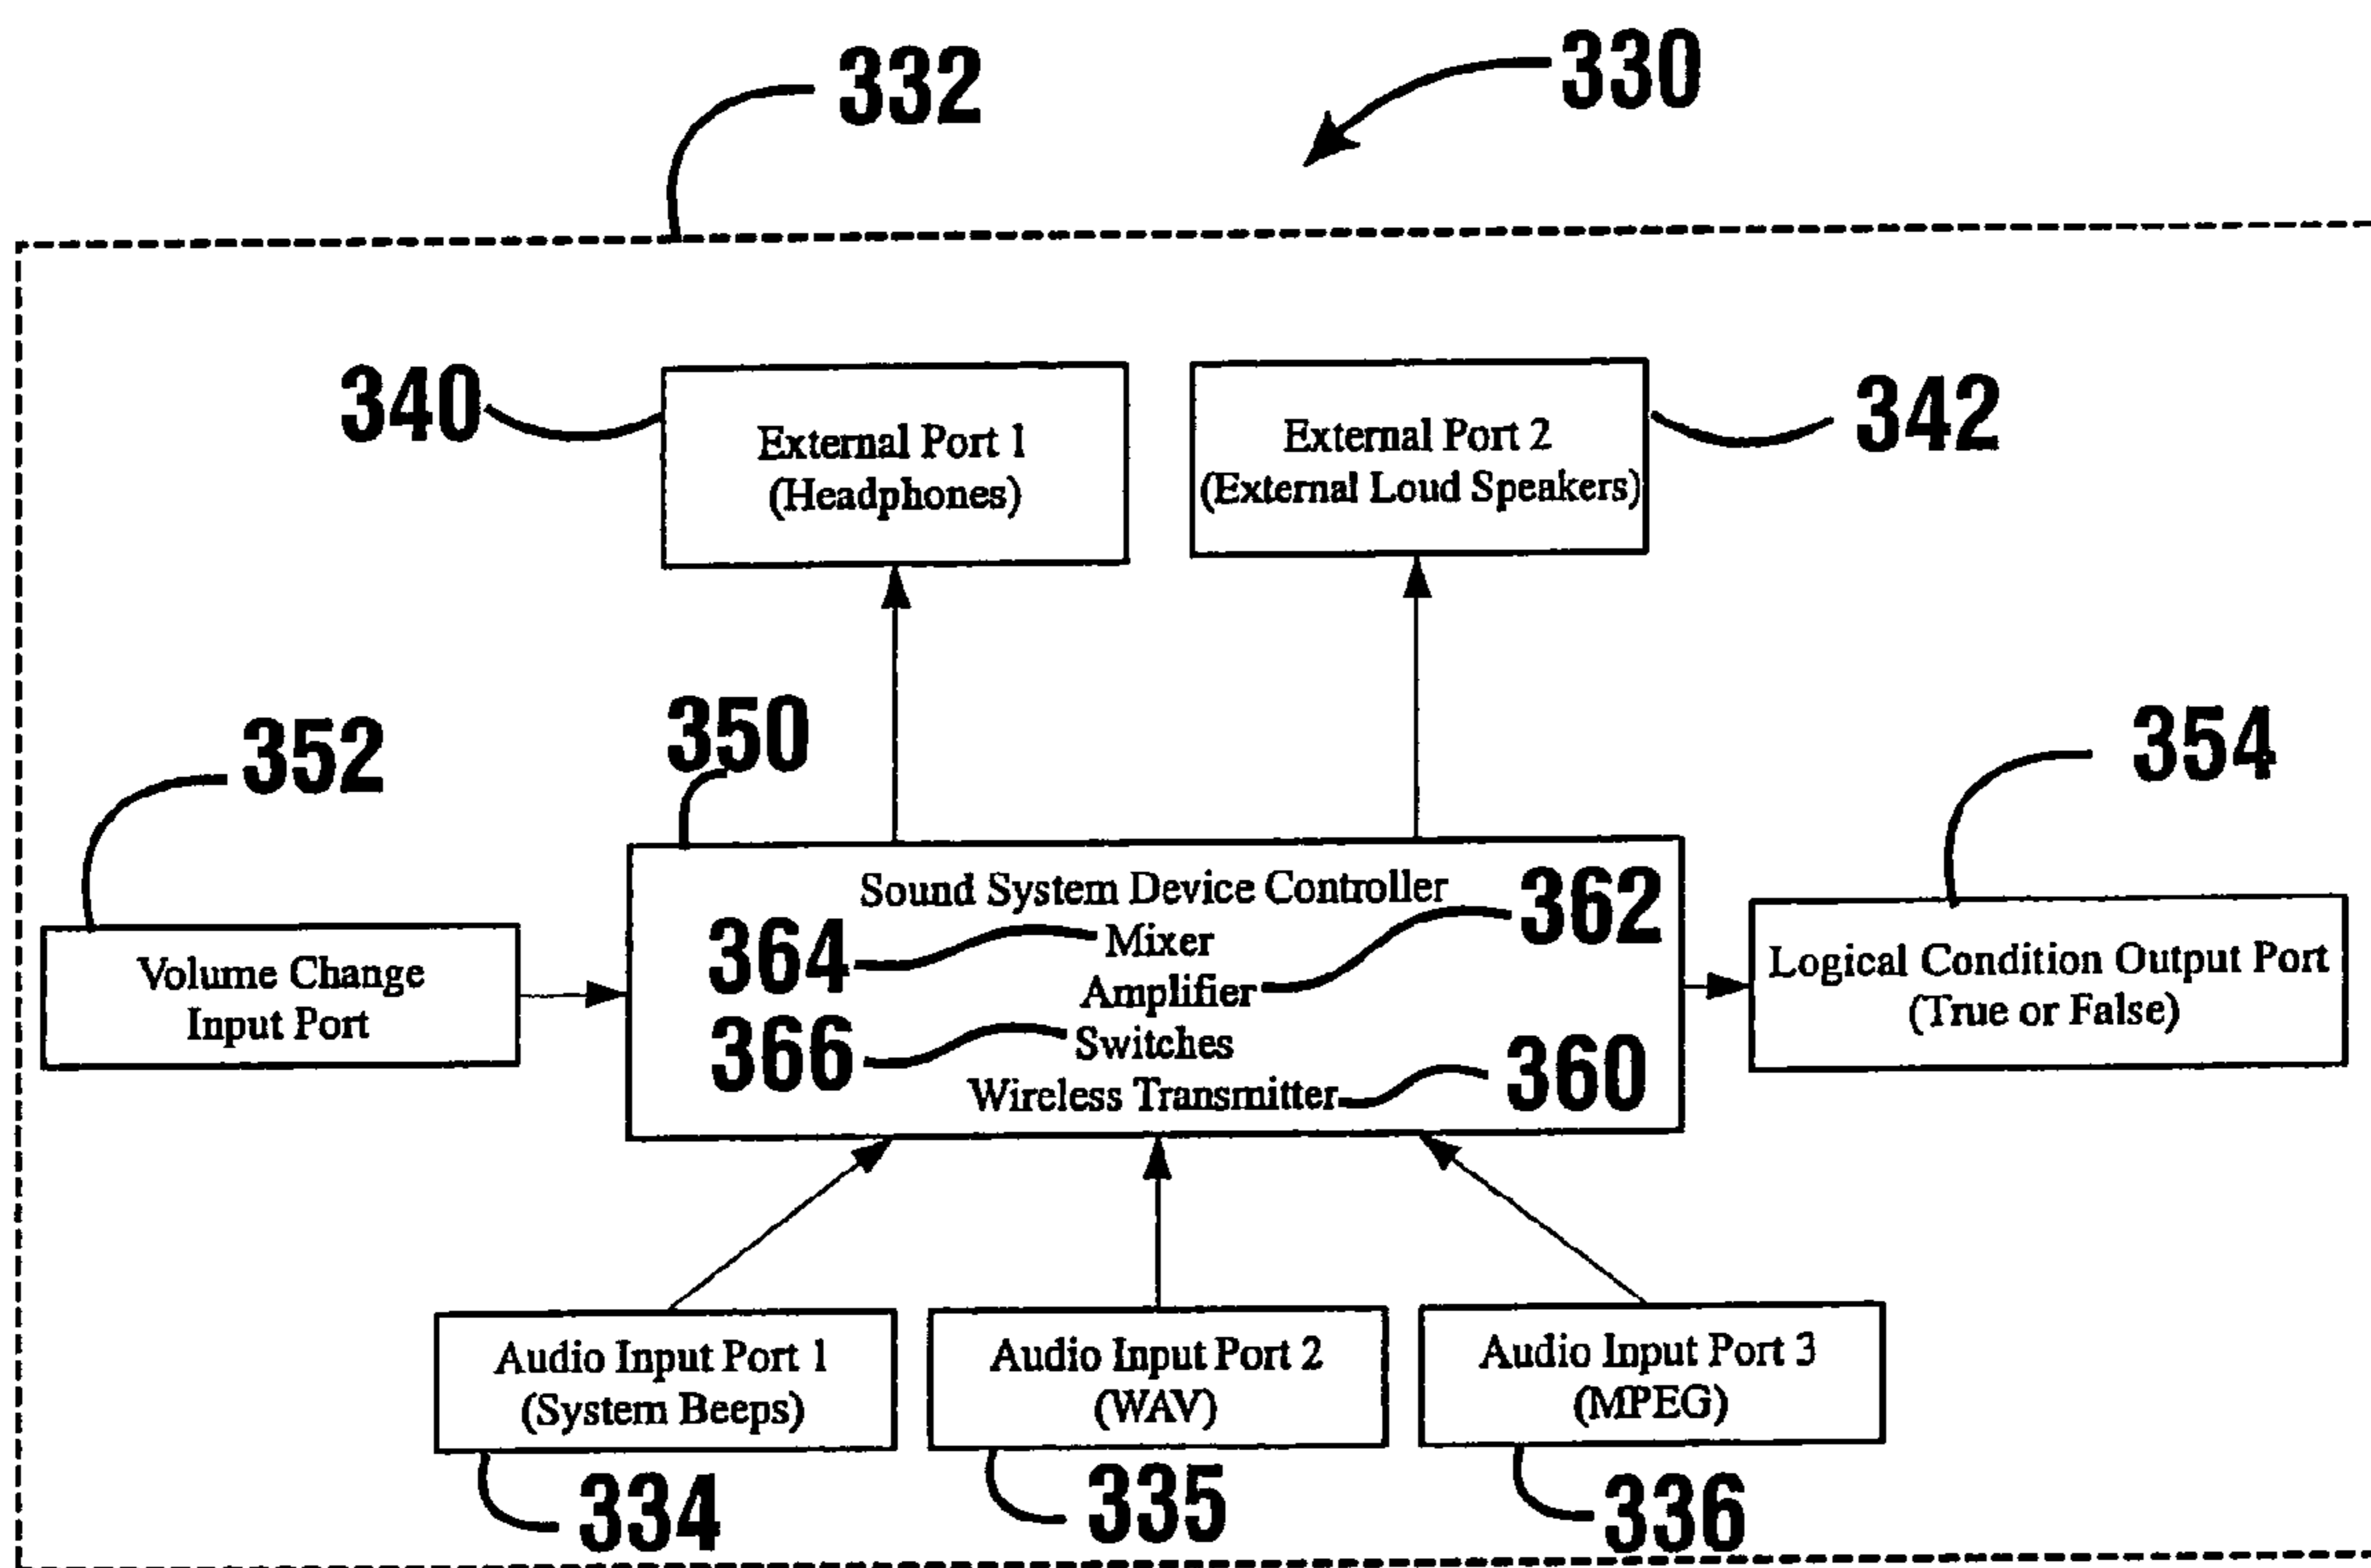 332
330
340
External Port 1
(Headphones)
External Port 2
(External Loud Speakers)
342
352
350
354
Volume Change
Input Port
Sound System Device Controller
362
364
Mixer
Amplifier
366
Switches
Wireless Transmitter
360
Logical Condition Output Port
(True or False)
Audio Input Port 1
(System Beeps)
Audio Input Port 2
(WAV)
Audio Input Port 3
(MPEG)
334
335
336